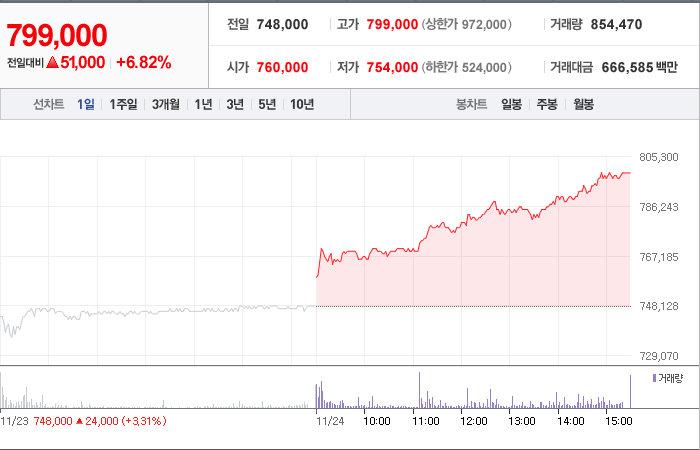 799,000
전일대비 ▲51,000 +6.82%
전일 748,000 고가 799,000 (상한가 972,000) 거래량 854,470
시가 760,000 저가 754,000 (하한가 524,000) 거래대금 666,585 백만
선차트 1일 1주일 3개월 1년 3년 5년 10년 봉차트 일봉 주봉 월봉
805,300
786,243
767,185
748,128
729,070
거래량
11/23 748,000 ▲ 24,000 (+3,31%) 11/24 10:00 11:00 12:00 13:00 14:00 15:00